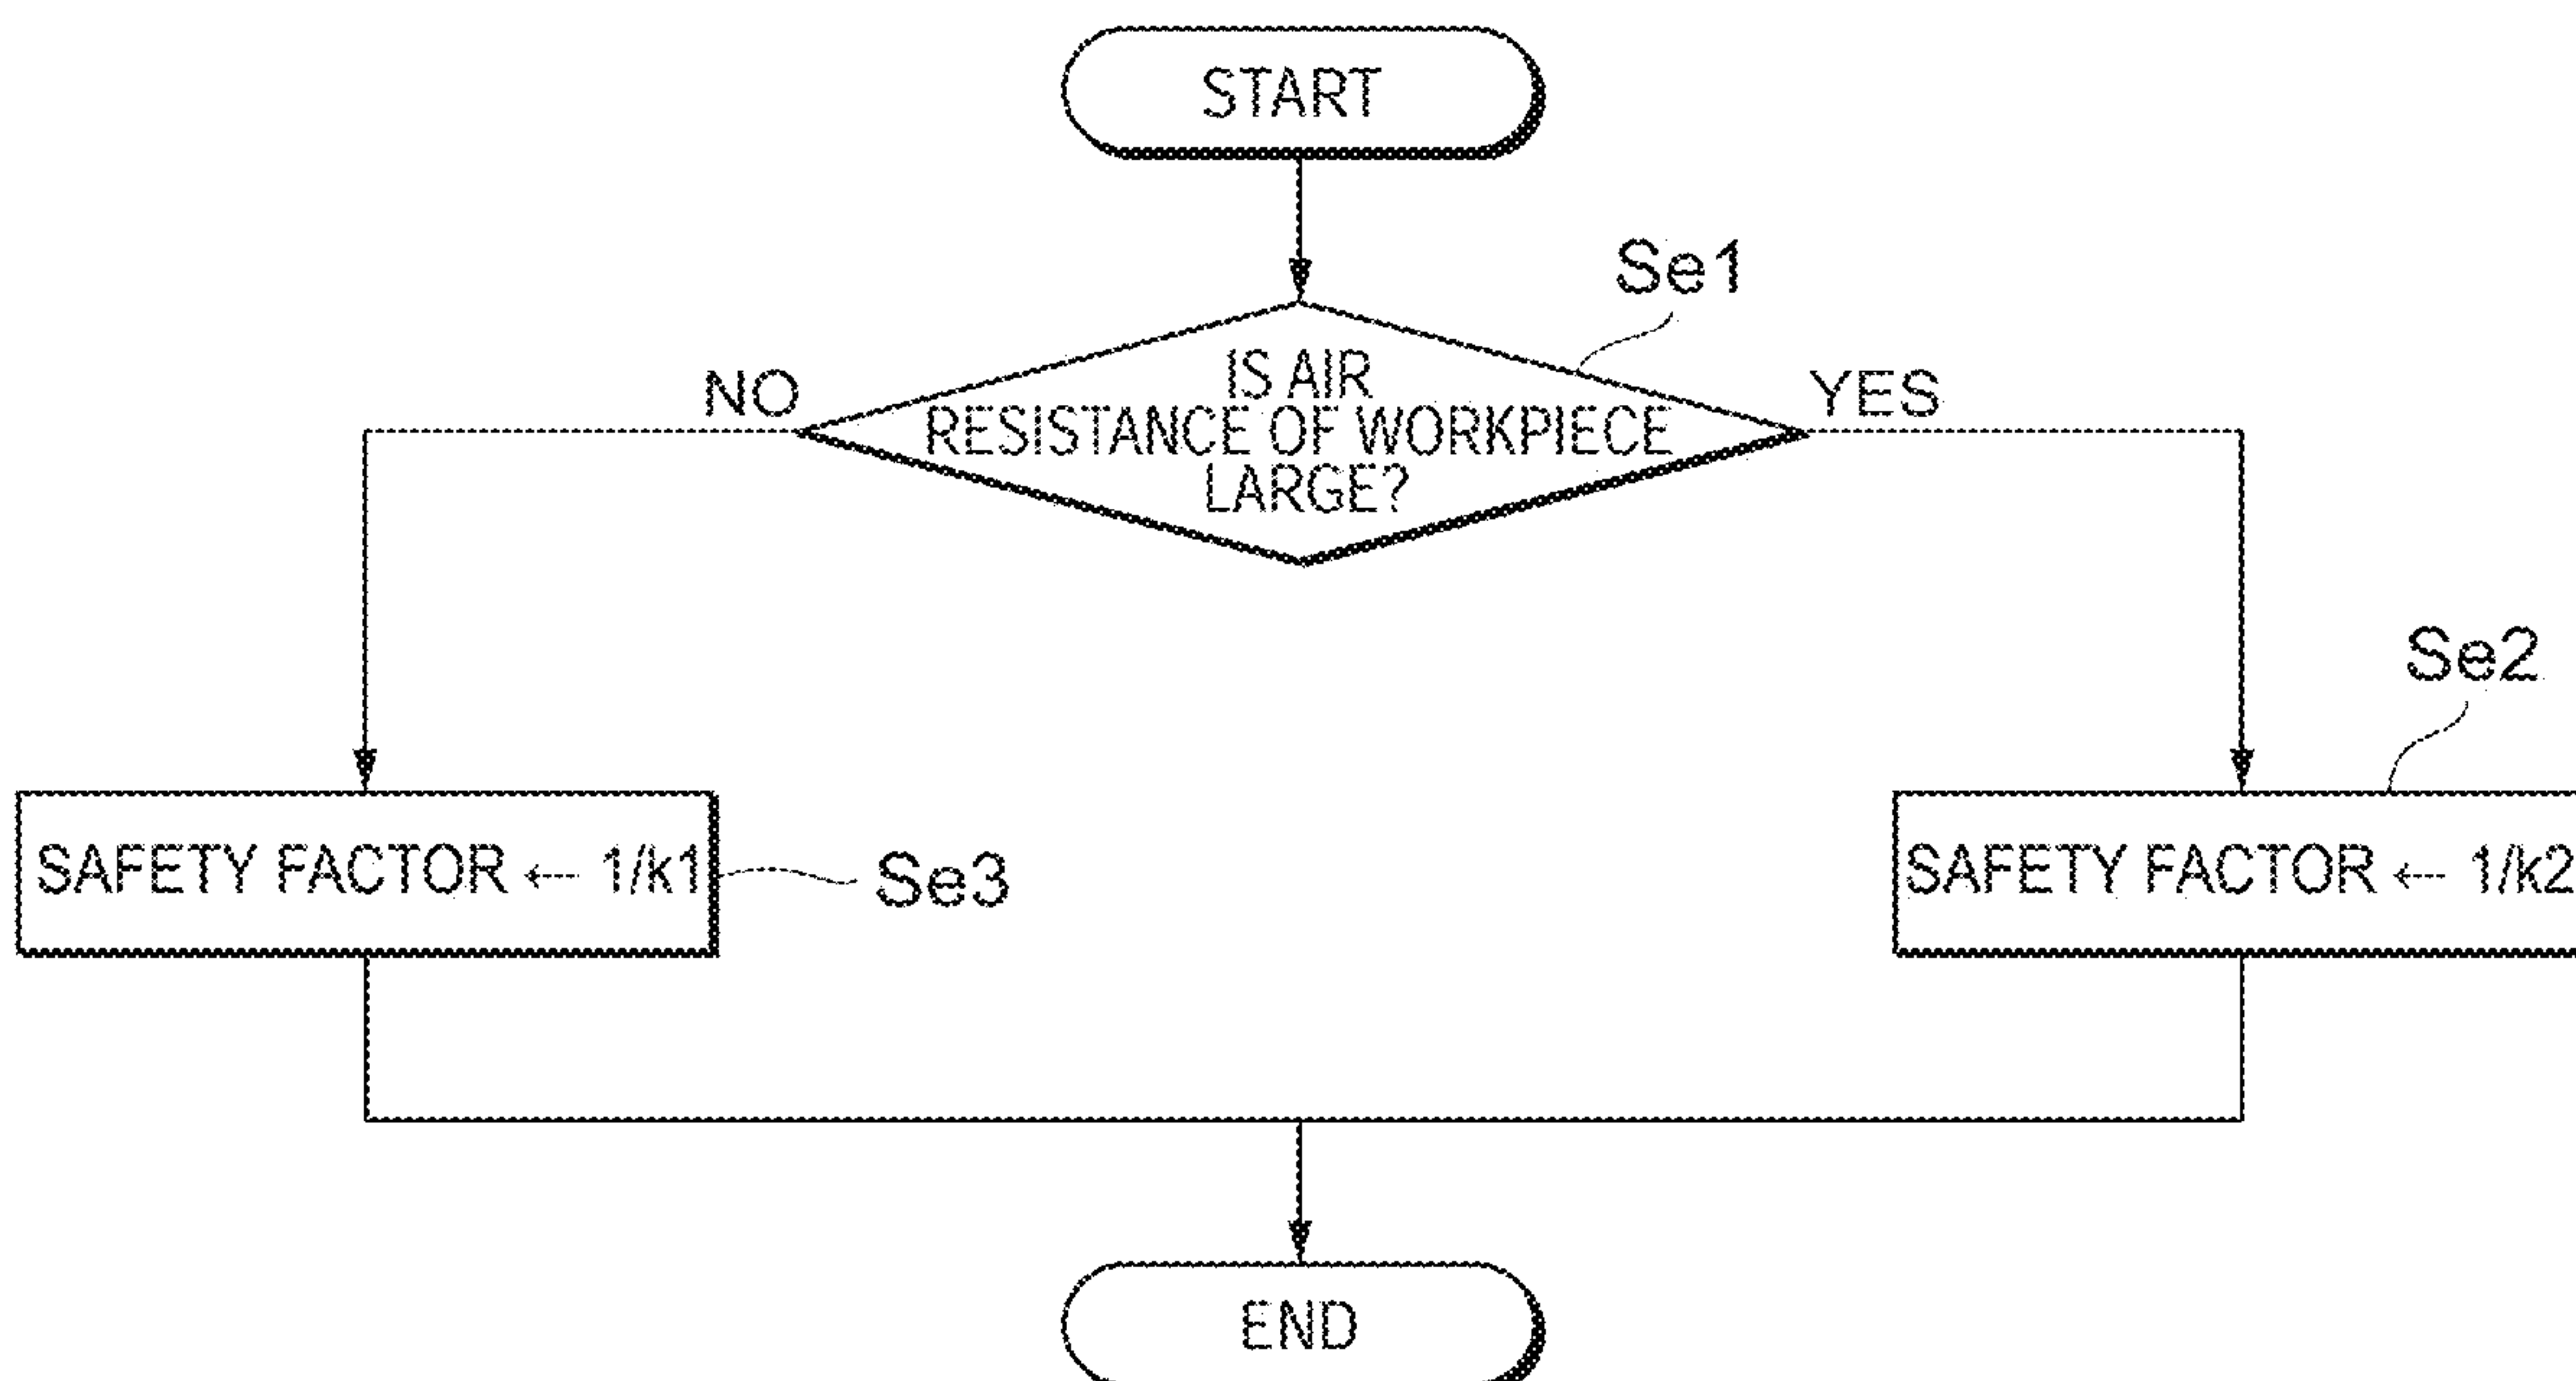 START
Se1
IS AIR
NO
YES
RESISTANCE OF WORKPIECE
LARGE?
Se2
SAFETY FACTOR ← 1/k1
Se3
SAFETY FACTOR ← 1/k2
END